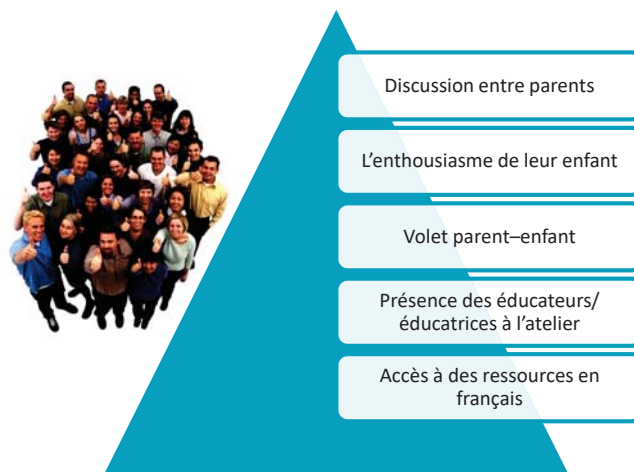 Discussion entre parents
L’enthousiasme de leur enfant
Volet parent–enfant
Présence des éducateurs/
éducatrices à l’atelier
Accès à des ressources en
français